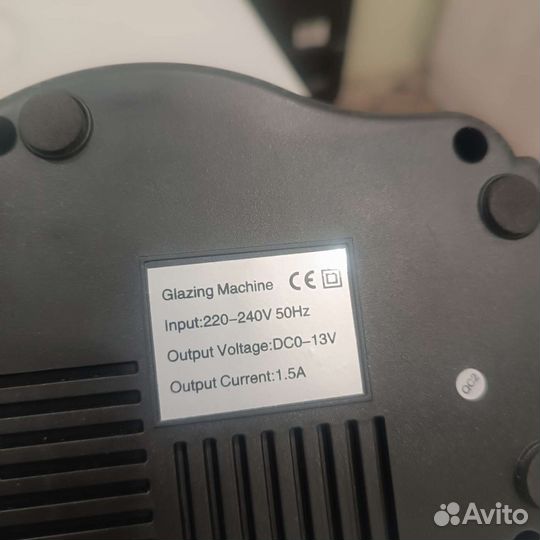 Glazing Machine CE
Input:220-240V 50Hz
Output Voltage:DC0-13V
Output Current:1.5A
QC2
Avito